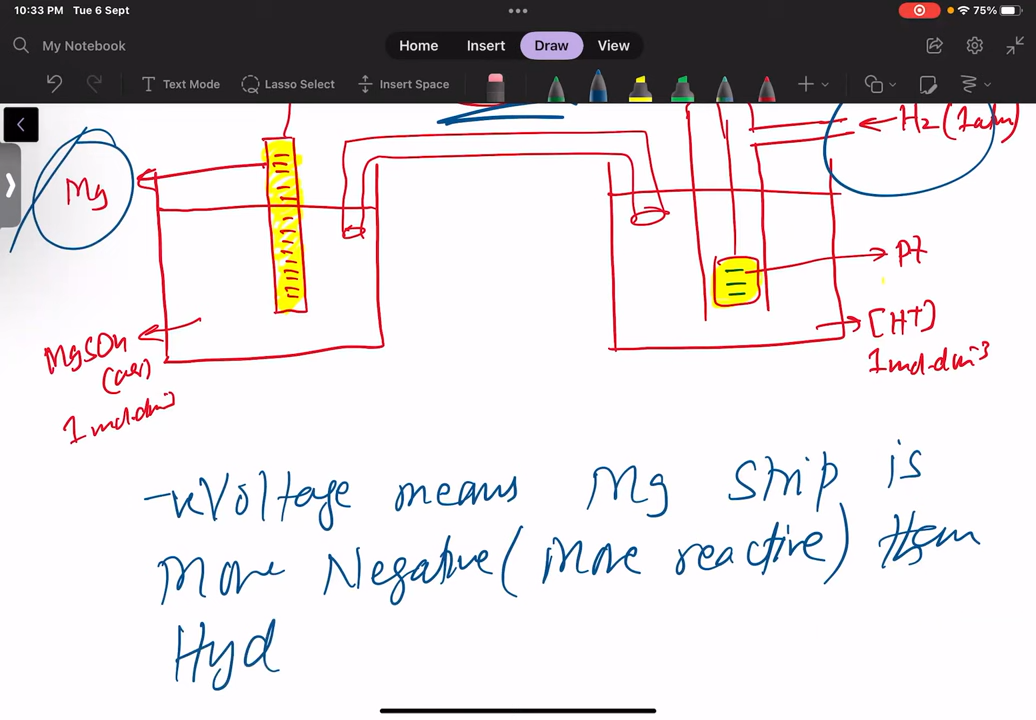 10:33 PM Tue 6 Sept
75%
My Notebook
Home Insert Draw View
Text Mode Lasso Select Insert Space
H2 (1atm)
Mg
Pt
[H+]
1 mol dm-3
MgSO4
(aq)
1 mol dm-3
-ve Voltage means Mg Strip is
More Negative (More reactive) than
Hyd